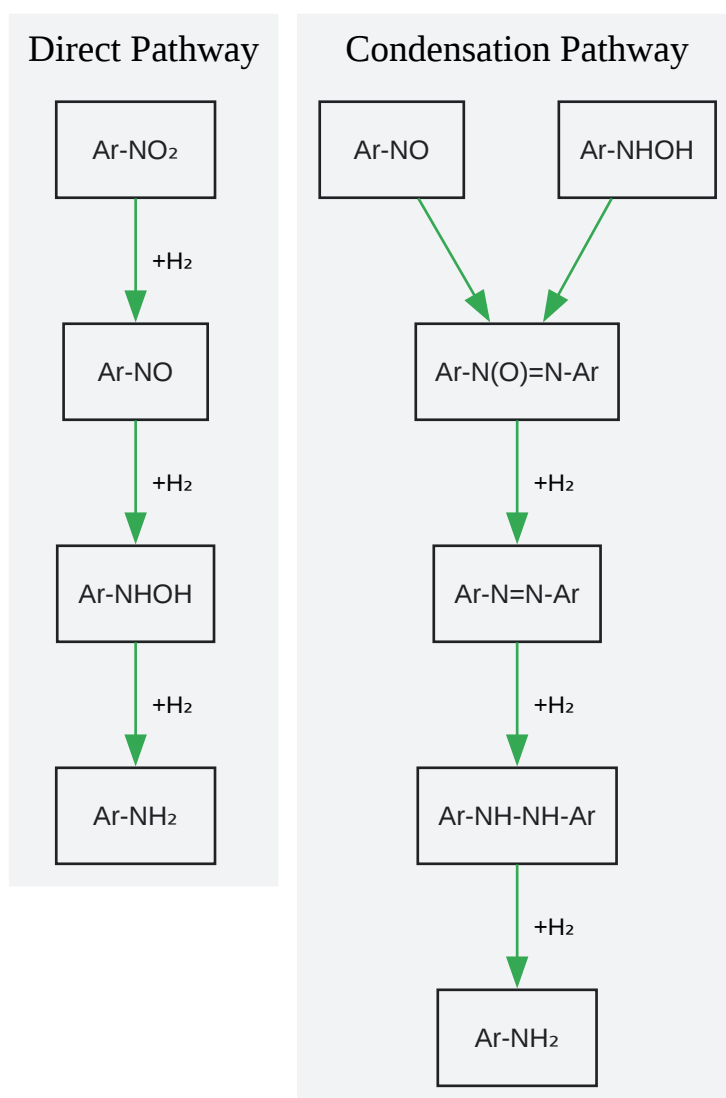 Direct Pathway
Ar-NO₂
+H₂
Ar-NO
+H₂
Ar-NHOH
+H₂
Ar-NH₂
Condensation Pathway
Ar-NO
Ar-NHOH
Ar-N(O)=N-Ar
+H₂
Ar-N=N-Ar
+H₂
Ar-NH-NH-Ar
+H₂
Ar-NH₂